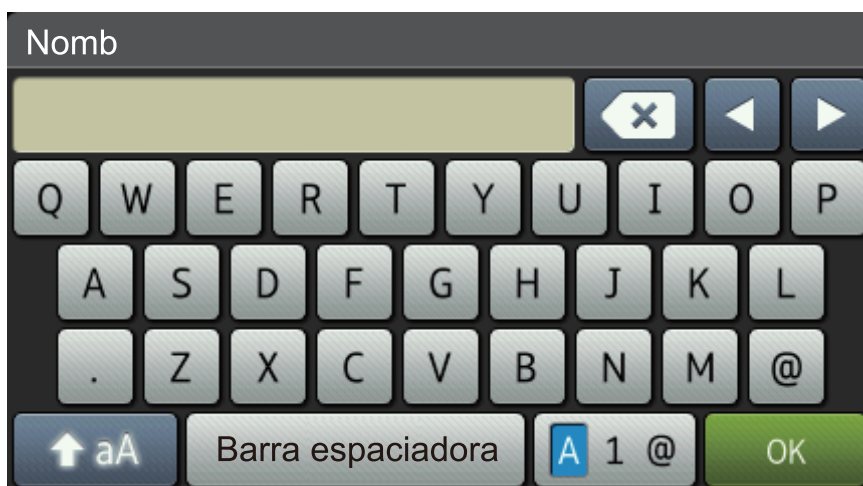 Nomb
Q W E R T Y U I O P
A S D F G H J K L
. Z X C V B N M @
aA Barra espaciadora A 1 @ OK